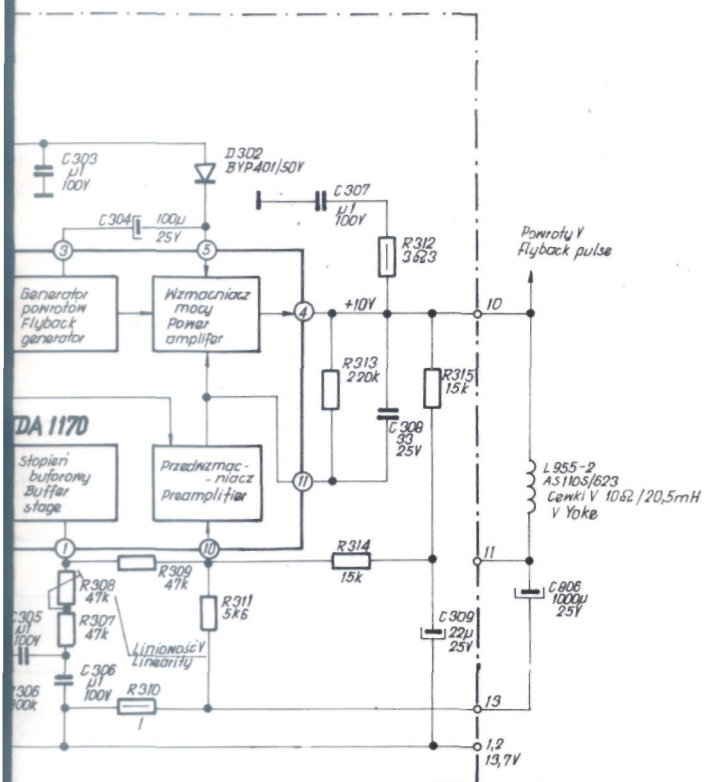 C303
µ1
100V
D302
BYP401/50V
C304
100µ
25V
C307
µ1
100V
R312
3Ω3
Powroty V
Flyback pulse
3
5
Generator
powrotów
Flyback
generator
Wzmacniacz
mocy
Power
amplifer
4
+10V
10
R313
220k
R315
15k
C308
33
25V
TDA 1170
Stopień
buforowy
Buffer
stage
Przedwzmac-
-niacz
Preamplifier
11
L955-2
AS110S/623
Cewki V 10Ω/20,5mH
V Yoke
1
10
R309
47k
R314
15k
11
R308
47k
R311
5k6
C806
1000µ
25V
C305
µ1
100V
R307
47k
Liniowość V
Linearity
C309
22µ
25V
C306
µ1
100V
R310
1
13
1,2
13,7V